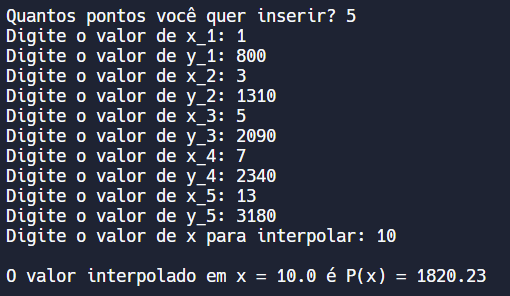 Quantos pontos você quer inserir? 5
Digite o valor de x_1: 1
Digite o valor de y_1: 800
Digite o valor de x_2: 3
Digite o valor de y_2: 1310
Digite o valor de x_3: 5
Digite o valor de y_3: 2090
Digite o valor de x_4: 7
Digite o valor de y_4: 2340
Digite o valor de x_5: 13
Digite o valor de y_5: 3180
Digite o valor de x para interpolar: 10
O valor interpolado em x = 10.0 é P(x) = 1820.23